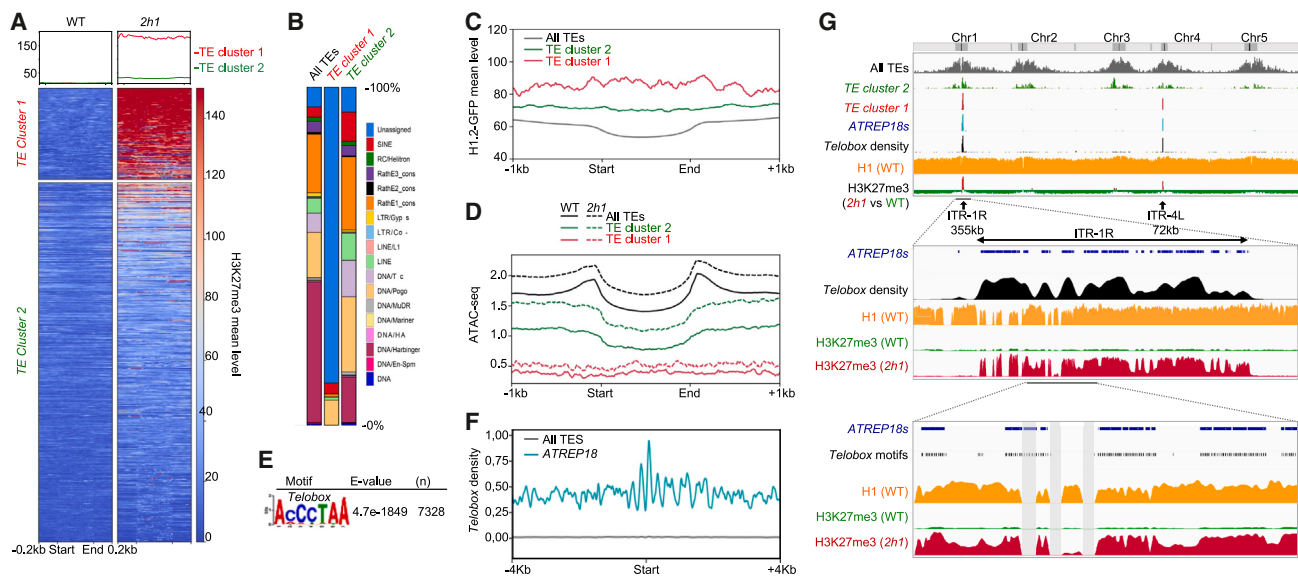 A
WT
2h1
150
50
TE cluster 1
TE cluster 2
TE Cluster 1
TE Cluster 2
140
120
100
80
60
40
20
0
H3K27me3 mean level
-0.2kb Start End 0.2kb
B
All TEs
TE cluster 1
TE cluster 2
-100%
-0%
Unassigned
SINE
RC/Helitron
RathE3_cons
RathE2_cons
RathE1_cons
LTR/Gyp s
LTR/Co -
LINE/L1
LINE
DNA/T c
DNA/Pogo
DNA/MuDR
DNA/Mariner
DNA/HA
DNA/Harbinger
DNA/En-Spm
DNA
C
H1.2-GFP mean level
120
100
80
60
40
All TEs
TE cluster 2
TE cluster 1
-1kb Start End +1kb
D
WT 2h1
All TEs
TE cluster 2
TE cluster 1
ATAC-seq
2.0
1.5
1.0
0.5
-1kb Start End +1kb
E
Motif E-value (n)
Telobox
ACCCTAA 4.7e-1849 7328
F
Telobox density
1,00
0,75
0,50
0,25
0,00
All TES
ATREP18
-4Kb Start +4Kb
G
Chr1 Chr2 Chr3 Chr4 Chr5
All TEs
TE cluster 2
TE cluster 1
ATREP18s
Telobox density
H1 (WT)
H3K27me3
(2h1 vs WT)
ITR-1R ITR-4L
355kb 72kb
ITR-1R
ATREP18s
Telobox density
H1 (WT)
H3K27me3 (WT)
H3K27me3 (2h1)
ATREP18s
Telobox motifs
H1 (WT)
H3K27me3 (WT)
H3K27me3 (2h1)